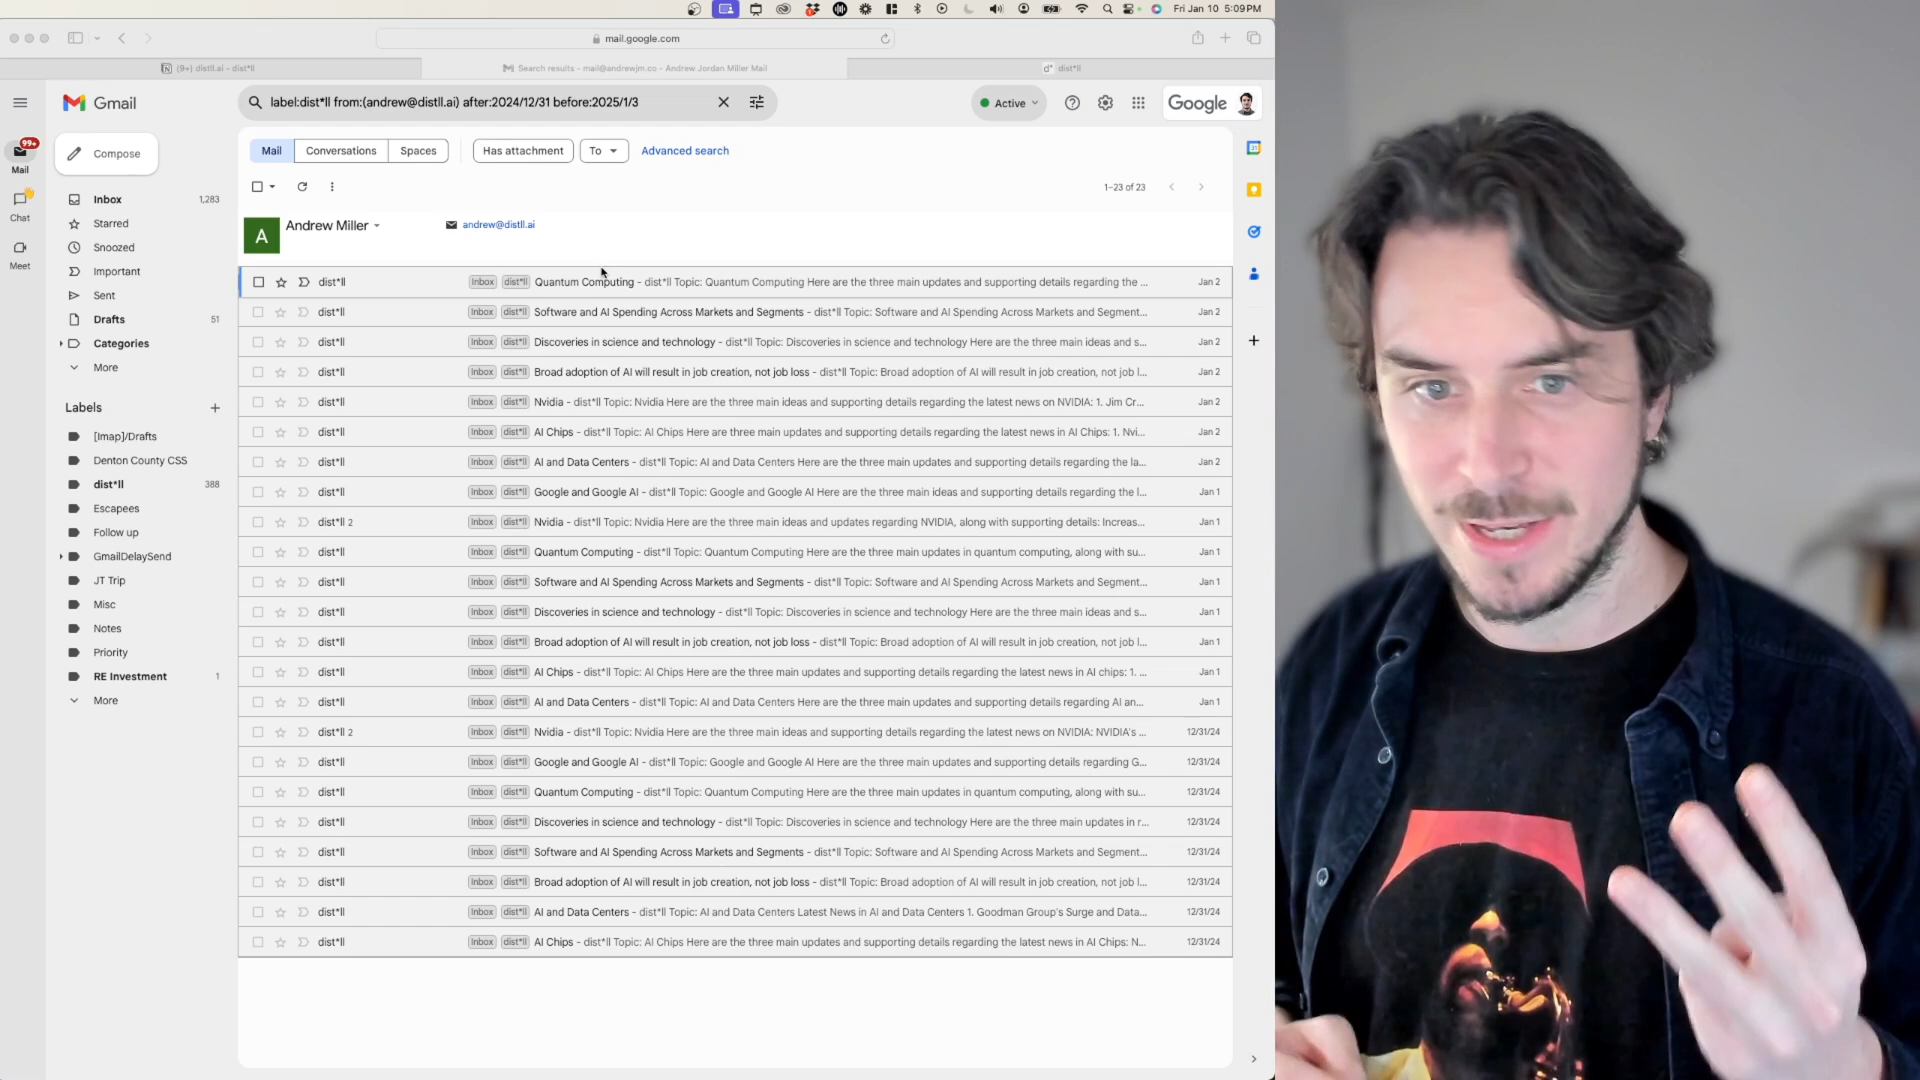 Fri Jan 10 5:09 PM
mail.google.com
(9+) distll.ai - dist*ll
Search results - mail@andrewjm.co - Andrew Jordan Miller Mail
d* dist*ll
Gmail
label:dist*ll from:(andrew@distll.ai) after:2024/12/31 before:2025/1/3
Active
Google
99+
Mail
Chat
Meet
Compose
Inbox 1,283
Starred
Snoozed
Important
Sent
Drafts 51
Categories
More
Labels
[Imap]/Drafts
Denton County CSS
dist*ll 388
Escapees
Follow up
GmailDelaySend
JT Trip
Misc
Notes
Priority
RE Investment 1
More
Mail Conversations Spaces Has attachment To Advanced search
1–23 of 23
A Andrew Miller andrew@distll.ai
dist*ll Inbox dist*ll Quantum Computing - dist*ll Topic: Quantum Computing Here are the three main updates and supporting details regarding the ... Jan 2
dist*ll Inbox dist*ll Software and AI Spending Across Markets and Segments - dist*ll Topic: Software and AI Spending Across Markets and Segment... Jan 2
dist*ll Inbox dist*ll Discoveries in science and technology - dist*ll Topic: Discoveries in science and technology Here are the three main ideas and s... Jan 2
dist*ll Inbox dist*ll Broad adoption of AI will result in job creation, not job loss - dist*ll Topic: Broad adoption of AI will result in job creation, not job l... Jan 2
dist*ll Inbox dist*ll Nvidia - dist*ll Topic: Nvidia Here are the three main ideas and supporting details regarding the latest news on NVIDIA: 1. Jim Cr... Jan 2
dist*ll Inbox dist*ll AI Chips - dist*ll Topic: AI Chips Here are three main updates and supporting details regarding the latest news in AI Chips: 1. Nvi... Jan 2
dist*ll Inbox dist*ll AI and Data Centers - dist*ll Topic: AI and Data Centers Here are the three main updates and supporting details regarding the la... Jan 2
dist*ll Inbox dist*ll Google and Google AI - dist*ll Topic: Google and Google AI Here are the three main ideas and supporting details regarding the l... Jan 1
dist*ll 2 Inbox dist*ll Nvidia - dist*ll Topic: Nvidia Here are the three main ideas and updates regarding NVIDIA, along with supporting details: Increas... Jan 1
dist*ll Inbox dist*ll Quantum Computing - dist*ll Topic: Quantum Computing Here are the three main updates in quantum computing, along with su... Jan 1
dist*ll Inbox dist*ll Software and AI Spending Across Markets and Segments - dist*ll Topic: Software and AI Spending Across Markets and Segment... Jan 1
dist*ll Inbox dist*ll Discoveries in science and technology - dist*ll Topic: Discoveries in science and technology Here are the three main ideas and s... Jan 1
dist*ll Inbox dist*ll Broad adoption of AI will result in job creation, not job loss - dist*ll Topic: Broad adoption of AI will result in job creation, not job l... Jan 1
dist*ll Inbox dist*ll AI Chips - dist*ll Topic: AI Chips Here are the three main updates and supporting details regarding the latest news in AI chips: 1. ... Jan 1
dist*ll Inbox dist*ll AI and Data Centers - dist*ll Topic: AI and Data Centers Here are the three main updates and supporting details regarding AI an... Jan 1
dist*ll 2 Inbox dist*ll Nvidia - dist*ll Topic: Nvidia Here are the three main ideas and supporting details regarding the latest news on NVIDIA: NVIDIA's ... 12/31/24
dist*ll Inbox dist*ll Google and Google AI - dist*ll Topic: Google and Google AI Here are the three main updates and supporting details regarding G... 12/31/24
dist*ll Inbox dist*ll Quantum Computing - dist*ll Topic: Quantum Computing Here are the three main updates in quantum computing, along with su... 12/31/24
dist*ll Inbox dist*ll Discoveries in science and technology - dist*ll Topic: Discoveries in science and technology Here are the three main updates in r... 12/31/24
dist*ll Inbox dist*ll Software and AI Spending Across Markets and Segments - dist*ll Topic: Software and AI Spending Across Markets and Segment... 12/31/24
dist*ll Inbox dist*ll Broad adoption of AI will result in job creation, not job loss - dist*ll Topic: Broad adoption of AI will result in job creation, not job l... 12/31/24
dist*ll Inbox dist*ll AI and Data Centers - dist*ll Topic: AI and Data Centers Latest News in AI and Data Centers 1. Goodman Group's Surge and Data... 12/31/24
dist*ll Inbox dist*ll AI Chips - dist*ll Topic: AI Chips Here are the three main updates and supporting details regarding the latest news in AI Chips: N... 12/31/24